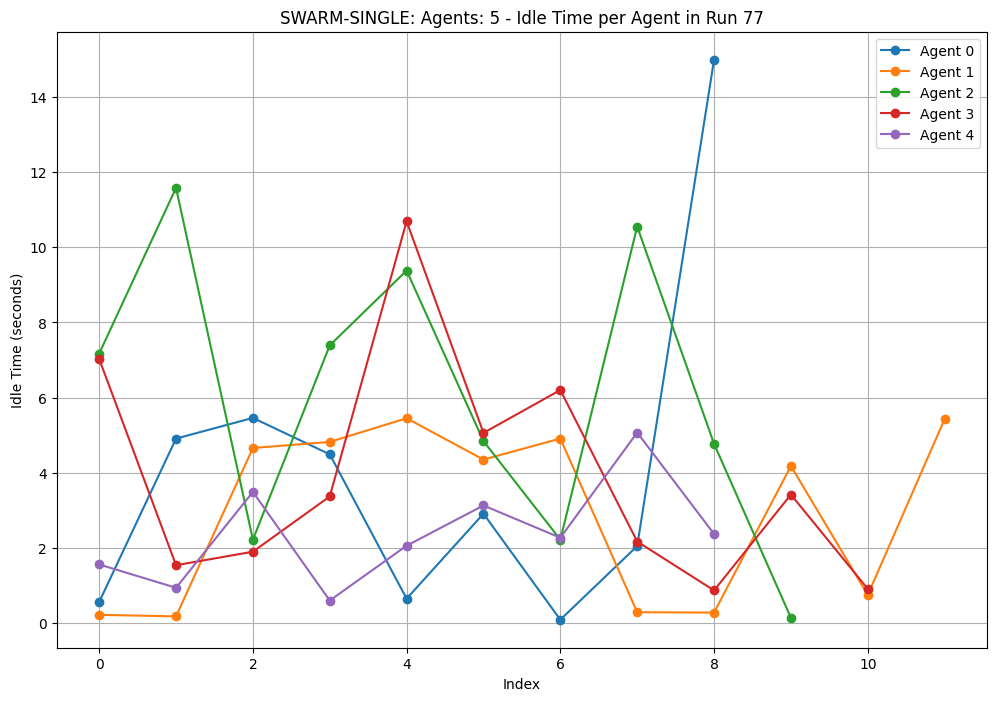 SWARM-SINGLE: Agents: 5 - Idle Time per Agent in Run 77
Agent 0
Agent 1
Agent 2
Agent 3
Agent 4
Idle Time (seconds)
14
12
10
8
6
4
2
0
0 2 4 6 8 10
Index